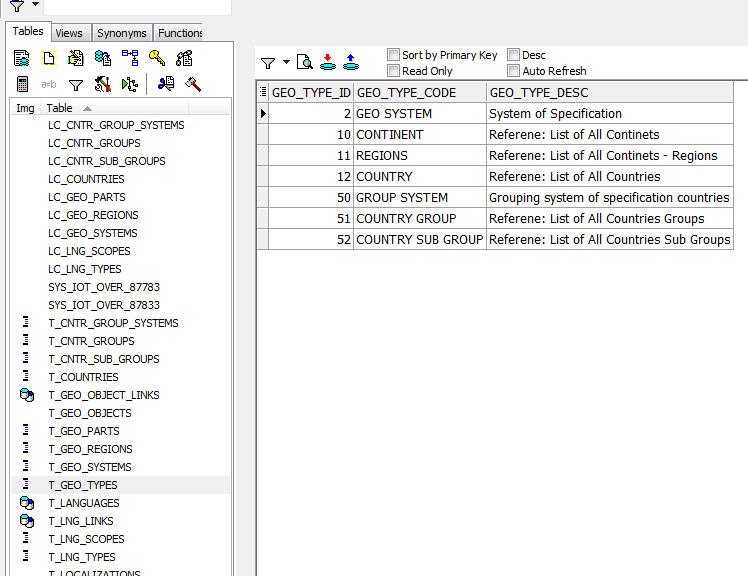 Tables Views Synonyms Functions
a=b
Img Table
LC_CNTR_GROUP_SYSTEMS
LC_CNTR_GROUPS
LC_CNTR_SUB_GROUPS
LC_COUNTRIES
LC_GEO_PARTS
LC_GEO_REGIONS
LC_GEO_SYSTEMS
LC_LNG_SCOPES
LC_LNG_TYPES
SYS_IOT_OVER_87783
SYS_IOT_OVER_87833
T_CNTR_GROUP_SYSTEMS
T_CNTR_GROUPS
T_CNTR_SUB_GROUPS
T_COUNTRIES
T_GEO_OBJECT_LINKS
T_GEO_OBJECTS
T_GEO_PARTS
T_GEO_REGIONS
T_GEO_SYSTEMS
T_GEO_TYPES
T_LANGUAGES
T_LNG_LINKS
T_LNG_SCOPES
T_LNG_TYPES
T_LOCALIZATIONS
Sort by Primary Key Desc
Read Only Auto Refresh
GEO_TYPE_ID GEO_TYPE_CODE GEO_TYPE_DESC
2 GEO SYSTEM System of Specification
10 CONTINENT Referene: List of All Continets
11 REGIONS Referene: List of All Continets - Regions
12 COUNTRY Referene: List of All Countries
50 GROUP SYSTEM Grouping system of specification countries
51 COUNTRY GROUP Referene: List of All Countries Groups
52 COUNTRY SUB GROUP Referene: List of All Countries Sub Groups